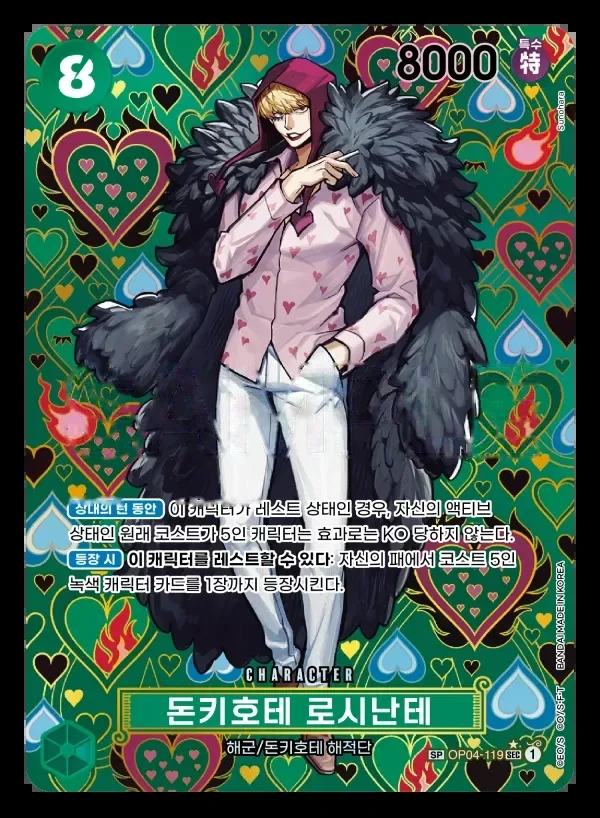 8
8000
특수
特
Sunohara
상대의 턴 동안 이 캐릭터가 레스트 상태인 경우, 자신의 액티브
상태인 원래 코스트가 5인 캐릭터는 효과로는 KO 당하지 않는다.
등장 시 이 캐릭터를 레스트할 수 있다: 자신의 패에서 코스트 5인
녹색 캐릭터 카드를 1장까지 등장시킨다.
CHARACTER
돈키호테 로시난테
해군/돈키호테 해적단
SP OP04-119 SEC 1
©EO/S ©O/S·F·T BANDAI MADE IN KOREA